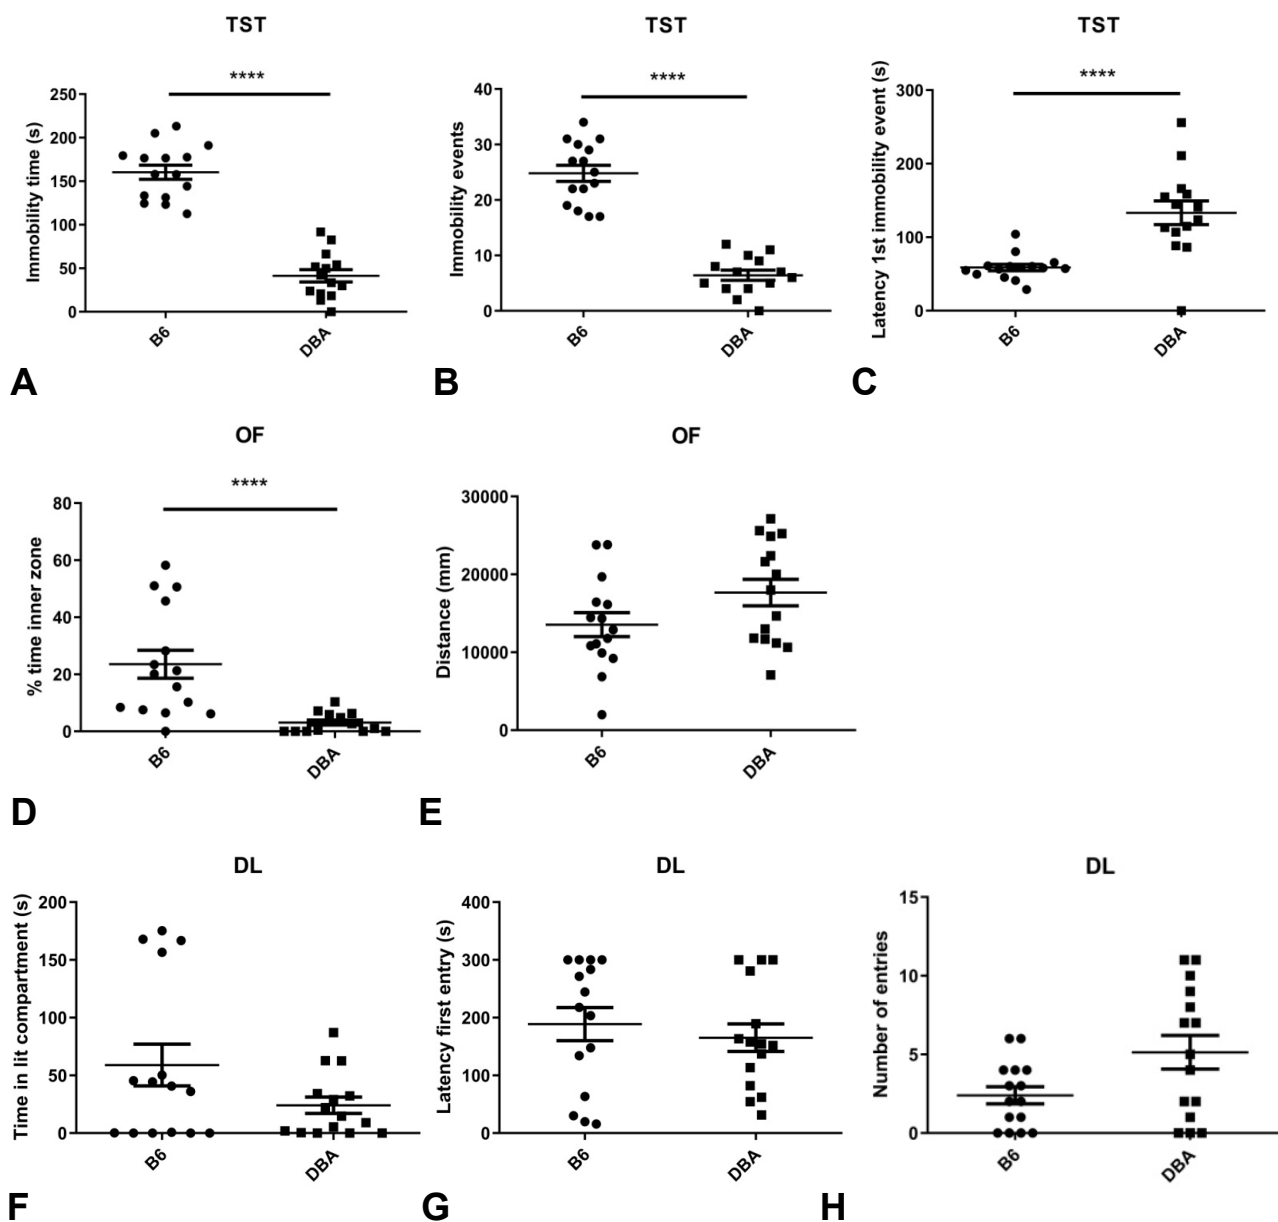 TST
****
Immobility time (s)
250
200
150
100
50
0
B6
DBA
A
TST
****
Immobility events
40
30
20
10
0
B6
DBA
B
TST
****
Latency 1st immobility event (s)
300
200
100
0
B6
DBA
C
OF
****
% time inner zone
80
60
40
20
0
B6
DBA
D
OF
Distance (mm)
30000
20000
10000
0
B6
DBA
E
DL
Time in lit compartment (s)
200
150
100
50
0
B6
DBA
F
DL
Latency first entry (s)
400
300
200
100
0
B6
DBA
G
DL
Number of entries
15
10
5
0
B6
DBA
H